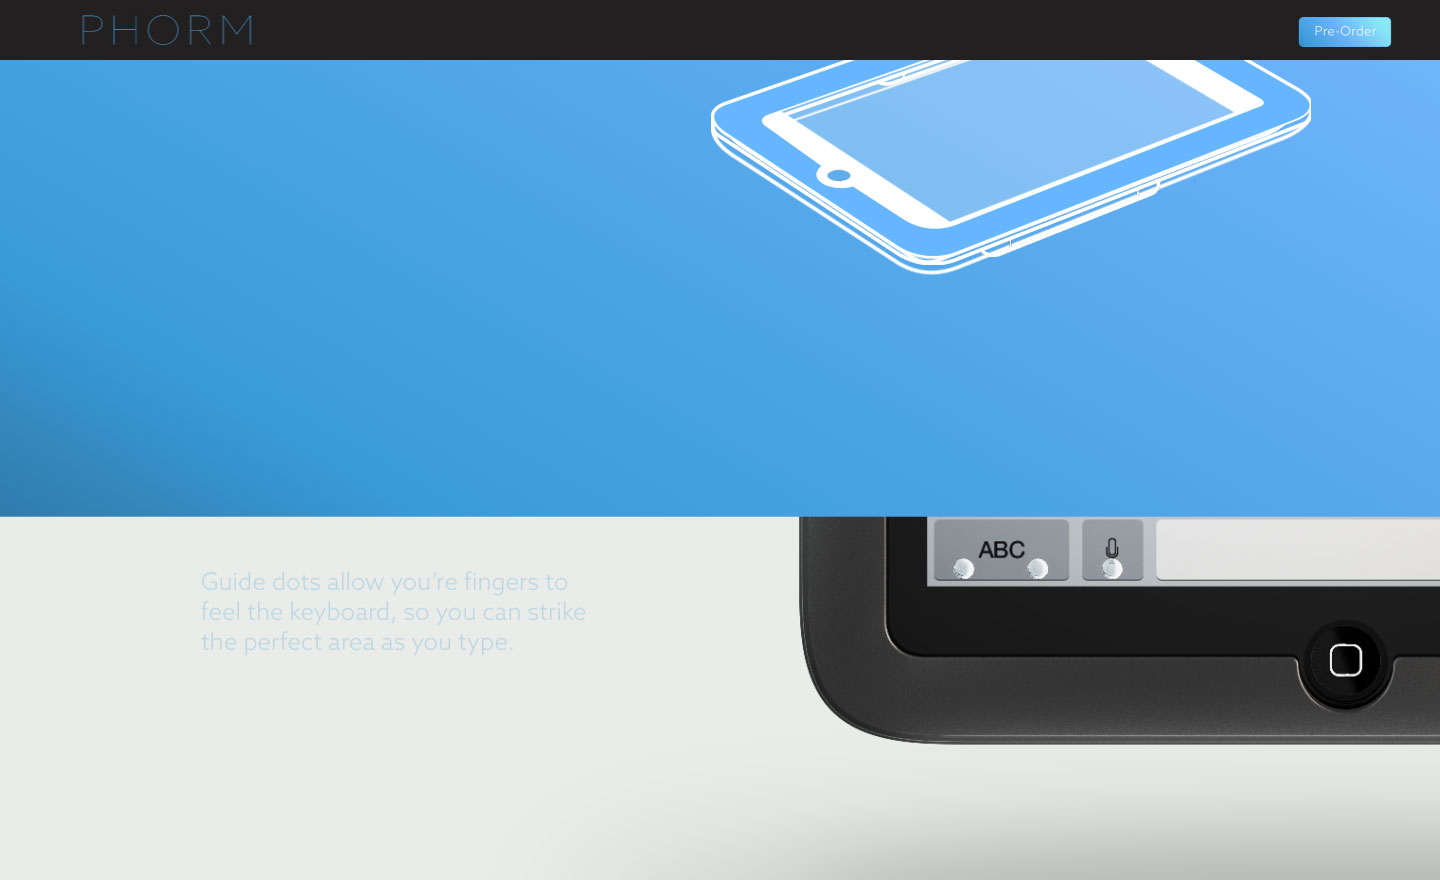 PHORM
Pre-Order
ABC
Guide dots allow you’re fingers to
feel the keyboard, so you can strike
the perfect area as you type.